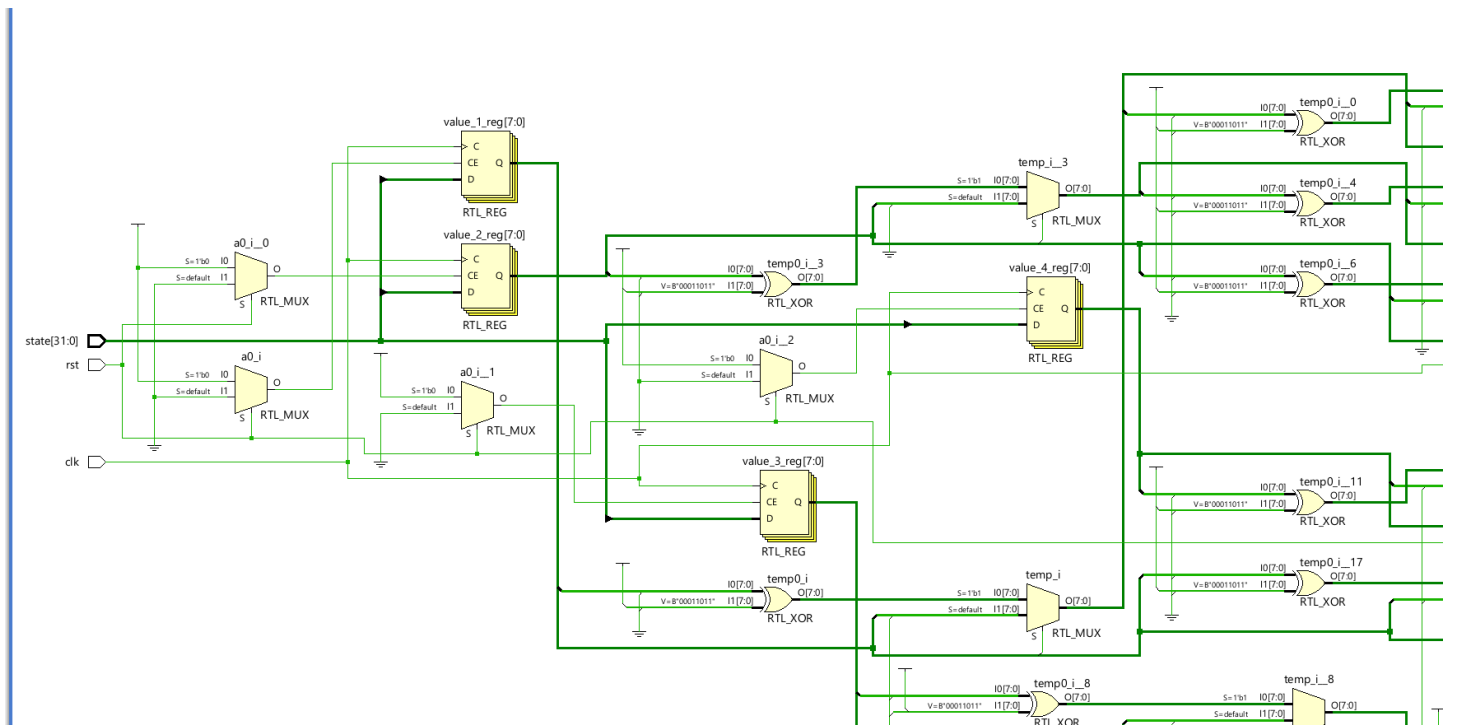 value_1_reg[7:0]
C
CE Q
D
RTL_REG
value_2_reg[7:0]
C
CE Q
D
RTL_REG
a0_i__0
S=1'b0 I0
S=default I1
O
S
RTL_MUX
state[31:0]
rst
a0_i
S=1'b0 I0
S=default I1
O
S
RTL_MUX
clk
a0_i__1
S=1'b0 I0
S=default I1
O
S
RTL_MUX
temp0_i__3
I0[7:0]
V=B"00011011" I1[7:0]
O[7:0]
RTL_XOR
a0_i__2
S=1'b0 I0
S=default I1
O
S
RTL_MUX
value_3_reg[7:0]
C
CE Q
D
RTL_REG
temp0_i
I0[7:0]
V=B"00011011" I1[7:0]
O[7:0]
RTL_XOR
temp_i__3
S=1'b1 I0[7:0]
S=default I1[7:0]
O[7:0]
S
RTL_MUX
value_4_reg[7:0]
C
CE Q
D
RTL_REG
temp_i
S=1'b1 I0[7:0]
S=default I1[7:0]
O[7:0]
S
RTL_MUX
temp0_i__8
I0[7:0]
V=B"00011011" I1[7:0]
O[7:0]
RTL_XOR
temp0_i__0
I0[7:0]
V=B"00011011" I1[7:0]
O[7:0]
RTL_XOR
temp0_i__4
I0[7:0]
V=B"00011011" I1[7:0]
O[7:0]
RTL_XOR
temp0_i__6
I0[7:0]
V=B"00011011" I1[7:0]
O[7:0]
RTL_XOR
temp0_i__11
I0[7:0]
V=B"00011011" I1[7:0]
O[7:0]
RTL_XOR
temp0_i__17
I0[7:0]
V=B"00011011" I1[7:0]
O[7:0]
RTL_XOR
temp_i__8
S=1'b1 I0[7:0]
S=default I1[7:0]
O[7:0]